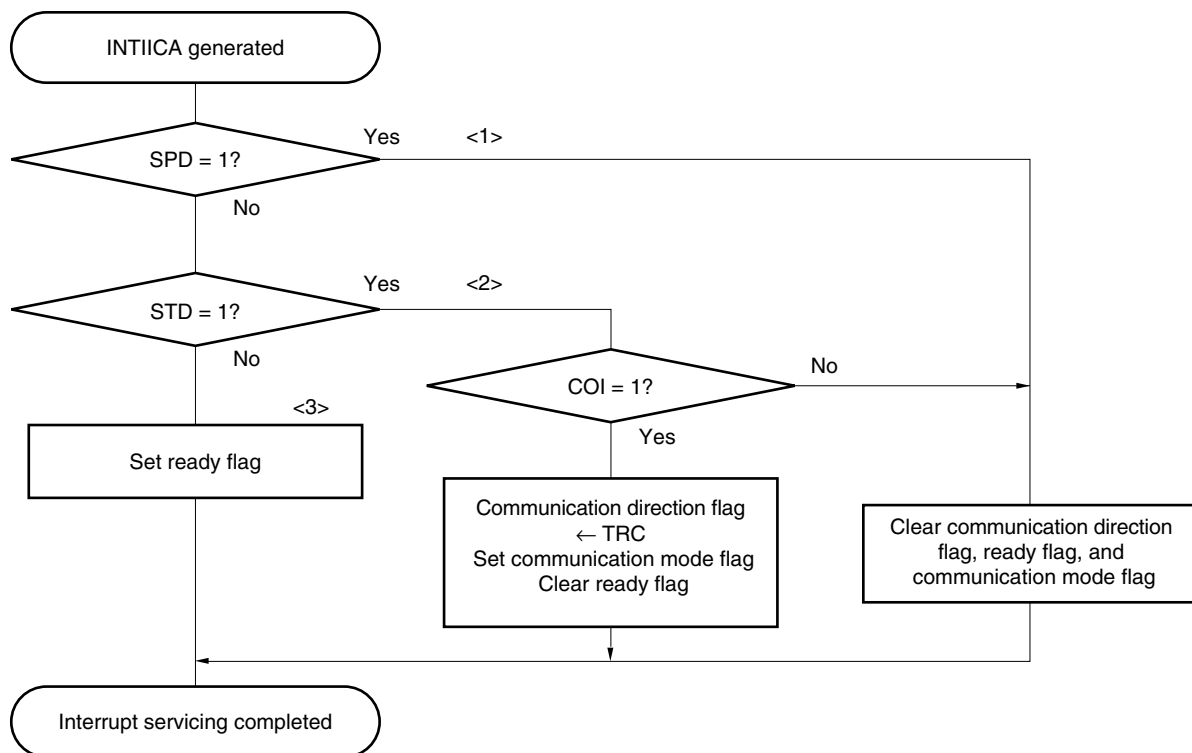 INTIICA generated
Yes
<1>
SPD = 1?
No
Yes
<2>
STD = 1?
No
COI = 1?
No
Yes
<3>
Set ready flag
Communication direction flag
← TRC
Set communication mode flag
Clear ready flag
Clear communication direction
flag, ready flag, and
communication mode flag
Interrupt servicing completed